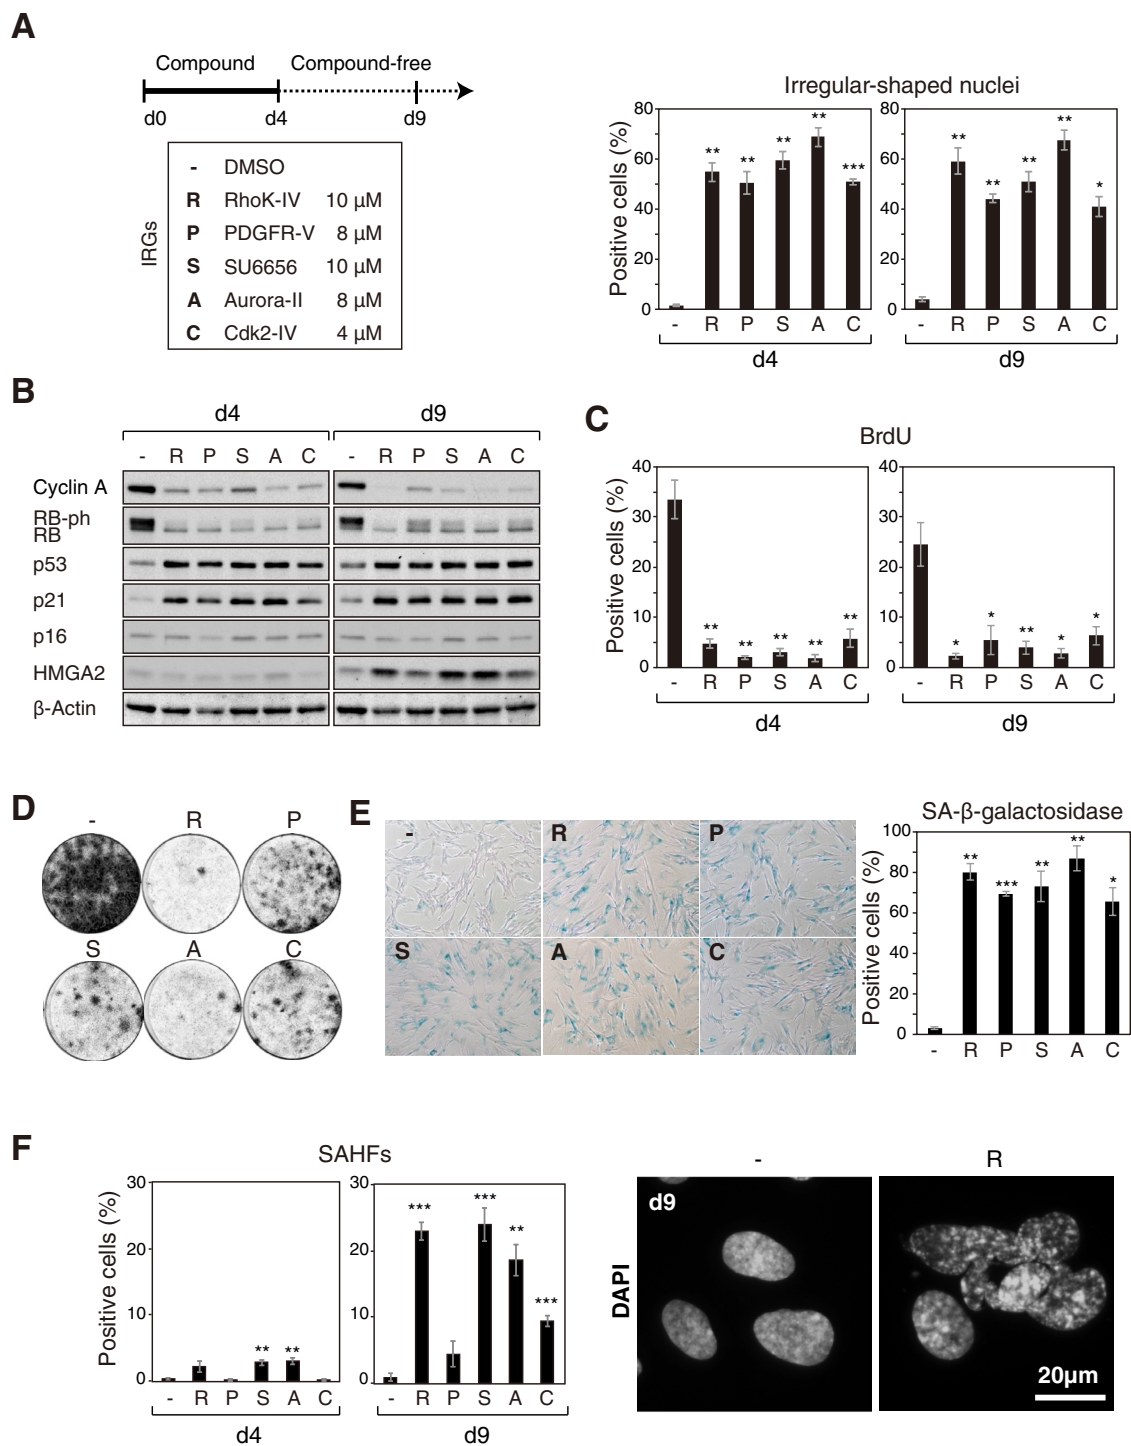 A
Compound Compound-free
d0 d4 d9
IRGs
- DMSO
R RhoK-IV 10 µM
P PDGFR-V 8 µM
S SU6656 10 µM
A Aurora-II 8 µM
C Cdk2-IV 4 µM
Irregular-shaped nuclei
Positive cells (%)
80 80
60 60
40 40
20 20
0 0
** ** ** ** ***
** ** ** ** *
- R P S A C - R P S A C
d4 d9
B
d4 d9
- R P S A C - R P S A C
Cyclin A
RB-ph
RB
p53
p21
p16
HMGA2
β-Actin
C
BrdU
Positive cells (%)
40 40
30 30
20 20
10 10
0 0
** ** ** ** **
* * ** * *
- R P S A C - R P S A C
d4 d9
D
- R P
S A C
E
- R P
S A C
SA-β-galactosidase
Positive cells (%)
100
80
60
40
20
0
** *** ** ** *
- R P S A C
F
SAHFs
Positive cells (%)
30 30
20 20
10 10
0 0
** **
*** *** ** ***
- R P S A C - R P S A C
d4 d9
- R
DAPI
d9
20µm